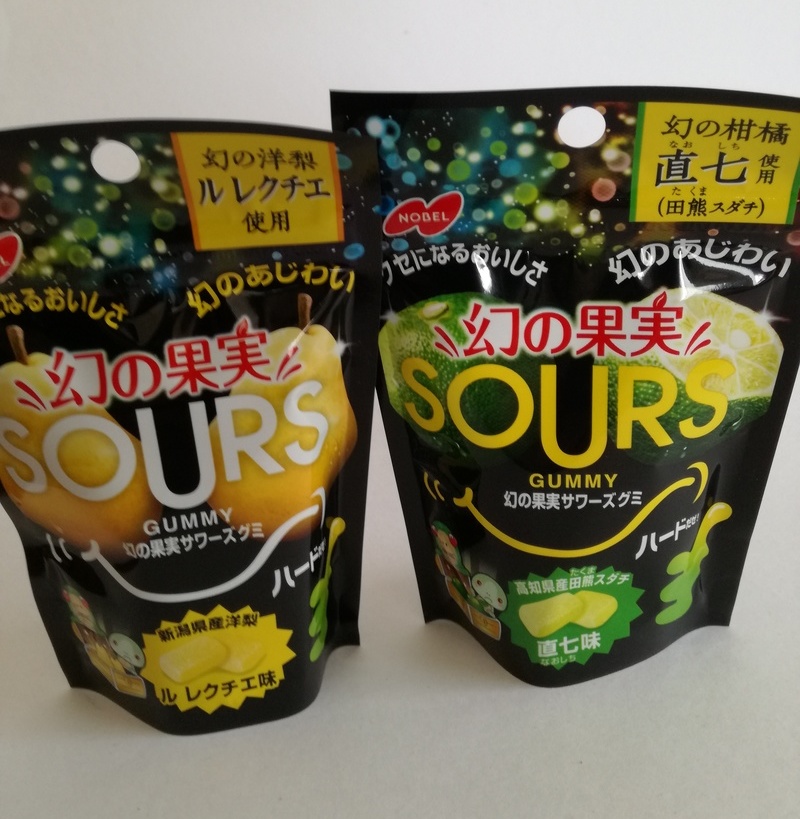 幻の洋梨
ル レクチエ
使用
になるおいしさ
幻のあじわい
幻の果実
SOURS
GUMMY
幻の果実サワーズグミ
ハードだぜ!
新潟県産洋梨
ル レクチエ味
幻の柑橘
なお しち
直七 使用
たくま
(田熊スダチ)
NOBEL
クセになるおいしさ
幻のあじわい
幻の果実
SOURS
GUMMY
幻の果実サワーズグミ
ハードだぜ!
たくま
高知県産田熊スダチ
直七味
なおしち